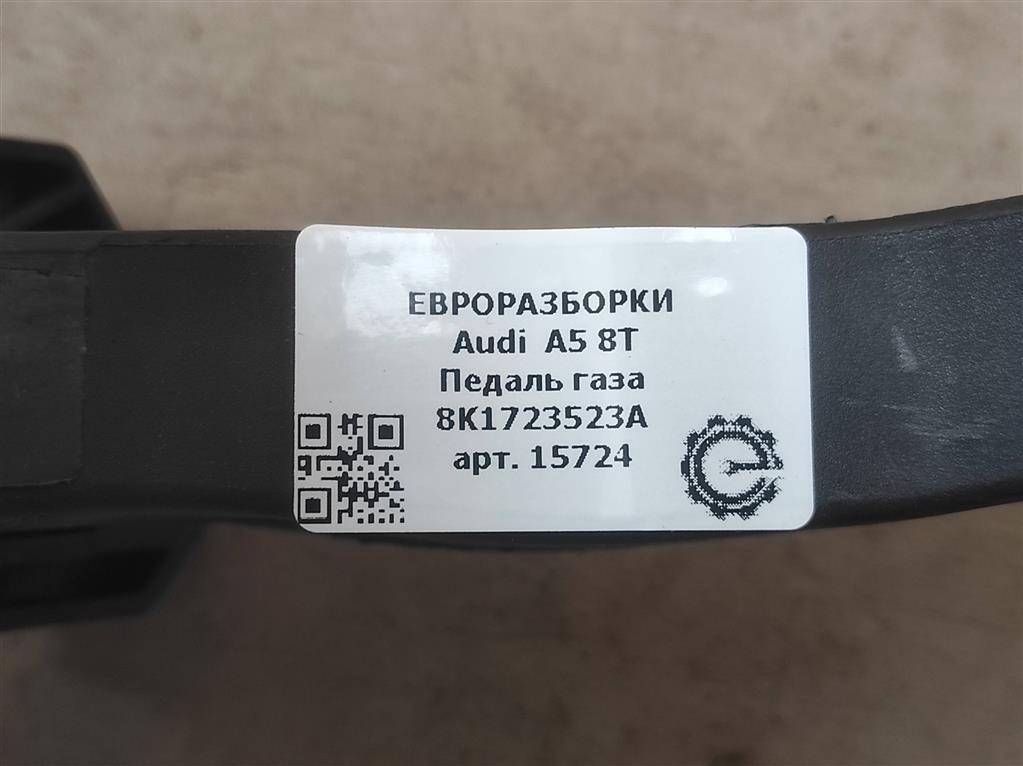 ЕВРОРАЗБОРКИ
Audi A5 8T
Педаль газа
8K1723523A
арт. 15724